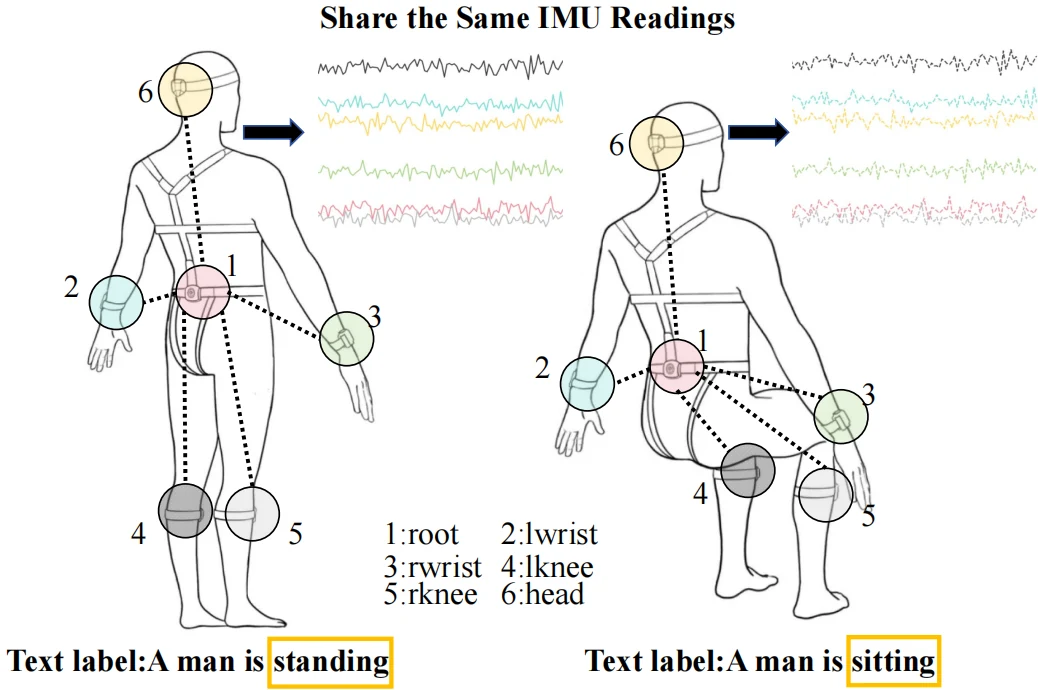 Share the Same IMU Readings
6
1
2
3
4
5
6
1
2
3
4
5
1:root 2:lwrist
3:rwrist 4:lknee
5:rknee 6:head
Text label:A man is standing
Text label:A man is sitting